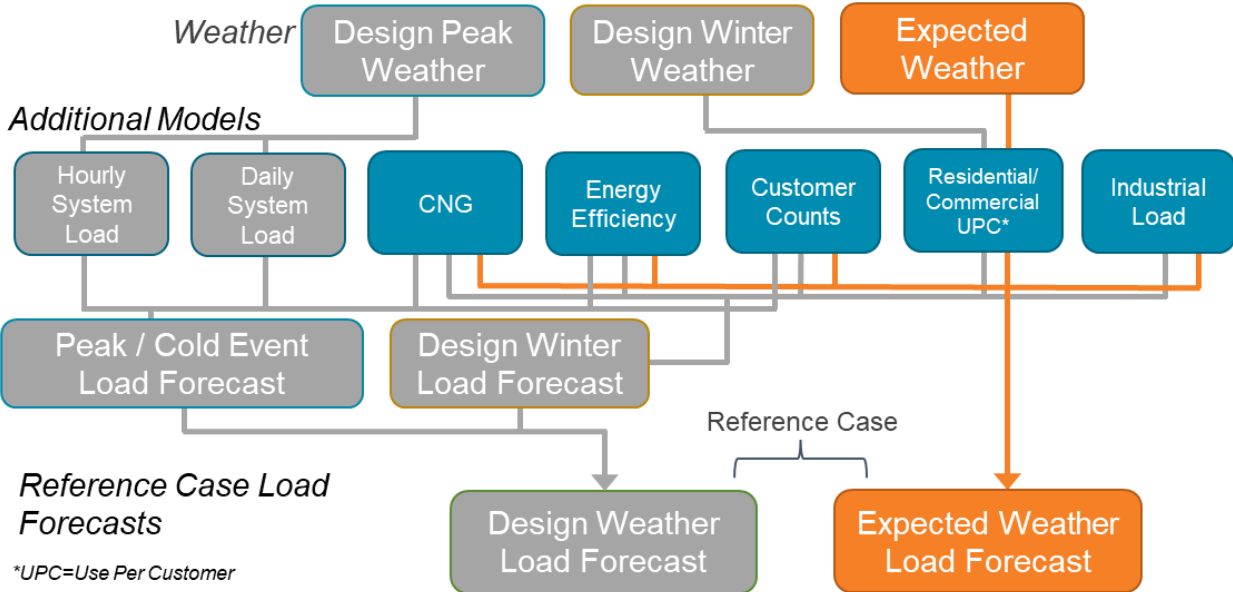 Weather
Design Peak
Weather
Design Winter
Weather
Expected
Weather
Additional Models
Hourly
System
Load
Daily
System
Load
CNG
Energy
Efficiency
Customer
Counts
Residential/
Commercial
UPC*
Industrial
Load
Peak / Cold Event
Load Forecast
Design Winter
Load Forecast
Reference Case
Reference Case Load
Forecasts
Design Weather
Load Forecast
Expected Weather
Load Forecast
*UPC=Use Per Customer